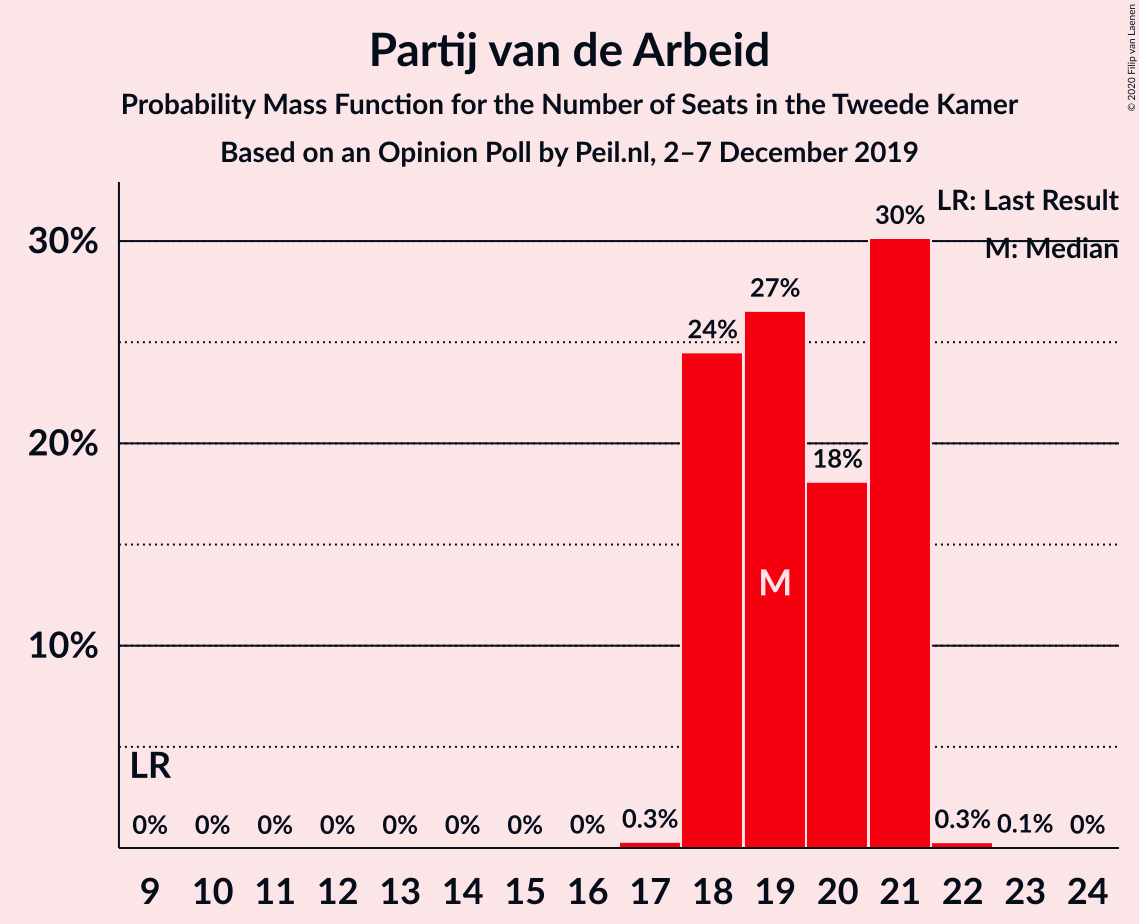 Partij van de Arbeid
Probability Mass Function for the Number of Seats in the Tweede Kamer
Based on an Opinion Poll by Peil.nl, 2–7 December 2019
© 2020 Filip van Laenen
LR: Last Result
M: Median
30%
20%
10%
30%
27%
24%
18%
M
LR
0% 0% 0% 0% 0% 0% 0% 0% 0.3% 0.3% 0.1% 0%
9 10 11 12 13 14 15 16 17 18 19 20 21 22 23 24